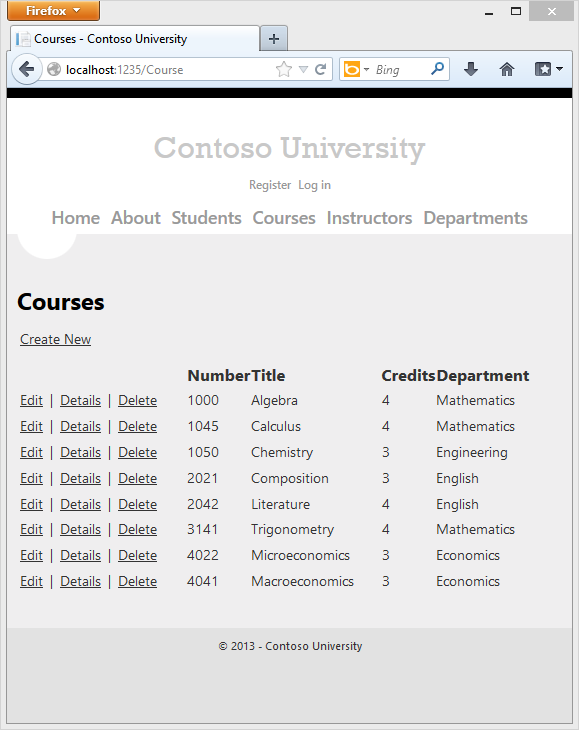 Firefox
Courses - Contoso University
localhost:1235/Course
Bing
Contoso University
Register Log in
Home About Students Courses Instructors Departments
Courses
Create New
Number Title Credits Department
Edit | Details | Delete 1000 Algebra 4 Mathematics
Edit | Details | Delete 1045 Calculus 4 Mathematics
Edit | Details | Delete 1050 Chemistry 3 Engineering
Edit | Details | Delete 2021 Composition 3 English
Edit | Details | Delete 2042 Literature 4 English
Edit | Details | Delete 3141 Trigonometry 4 Mathematics
Edit | Details | Delete 4022 Microeconomics 3 Economics
Edit | Details | Delete 4041 Macroeconomics 3 Economics
© 2013 - Contoso University